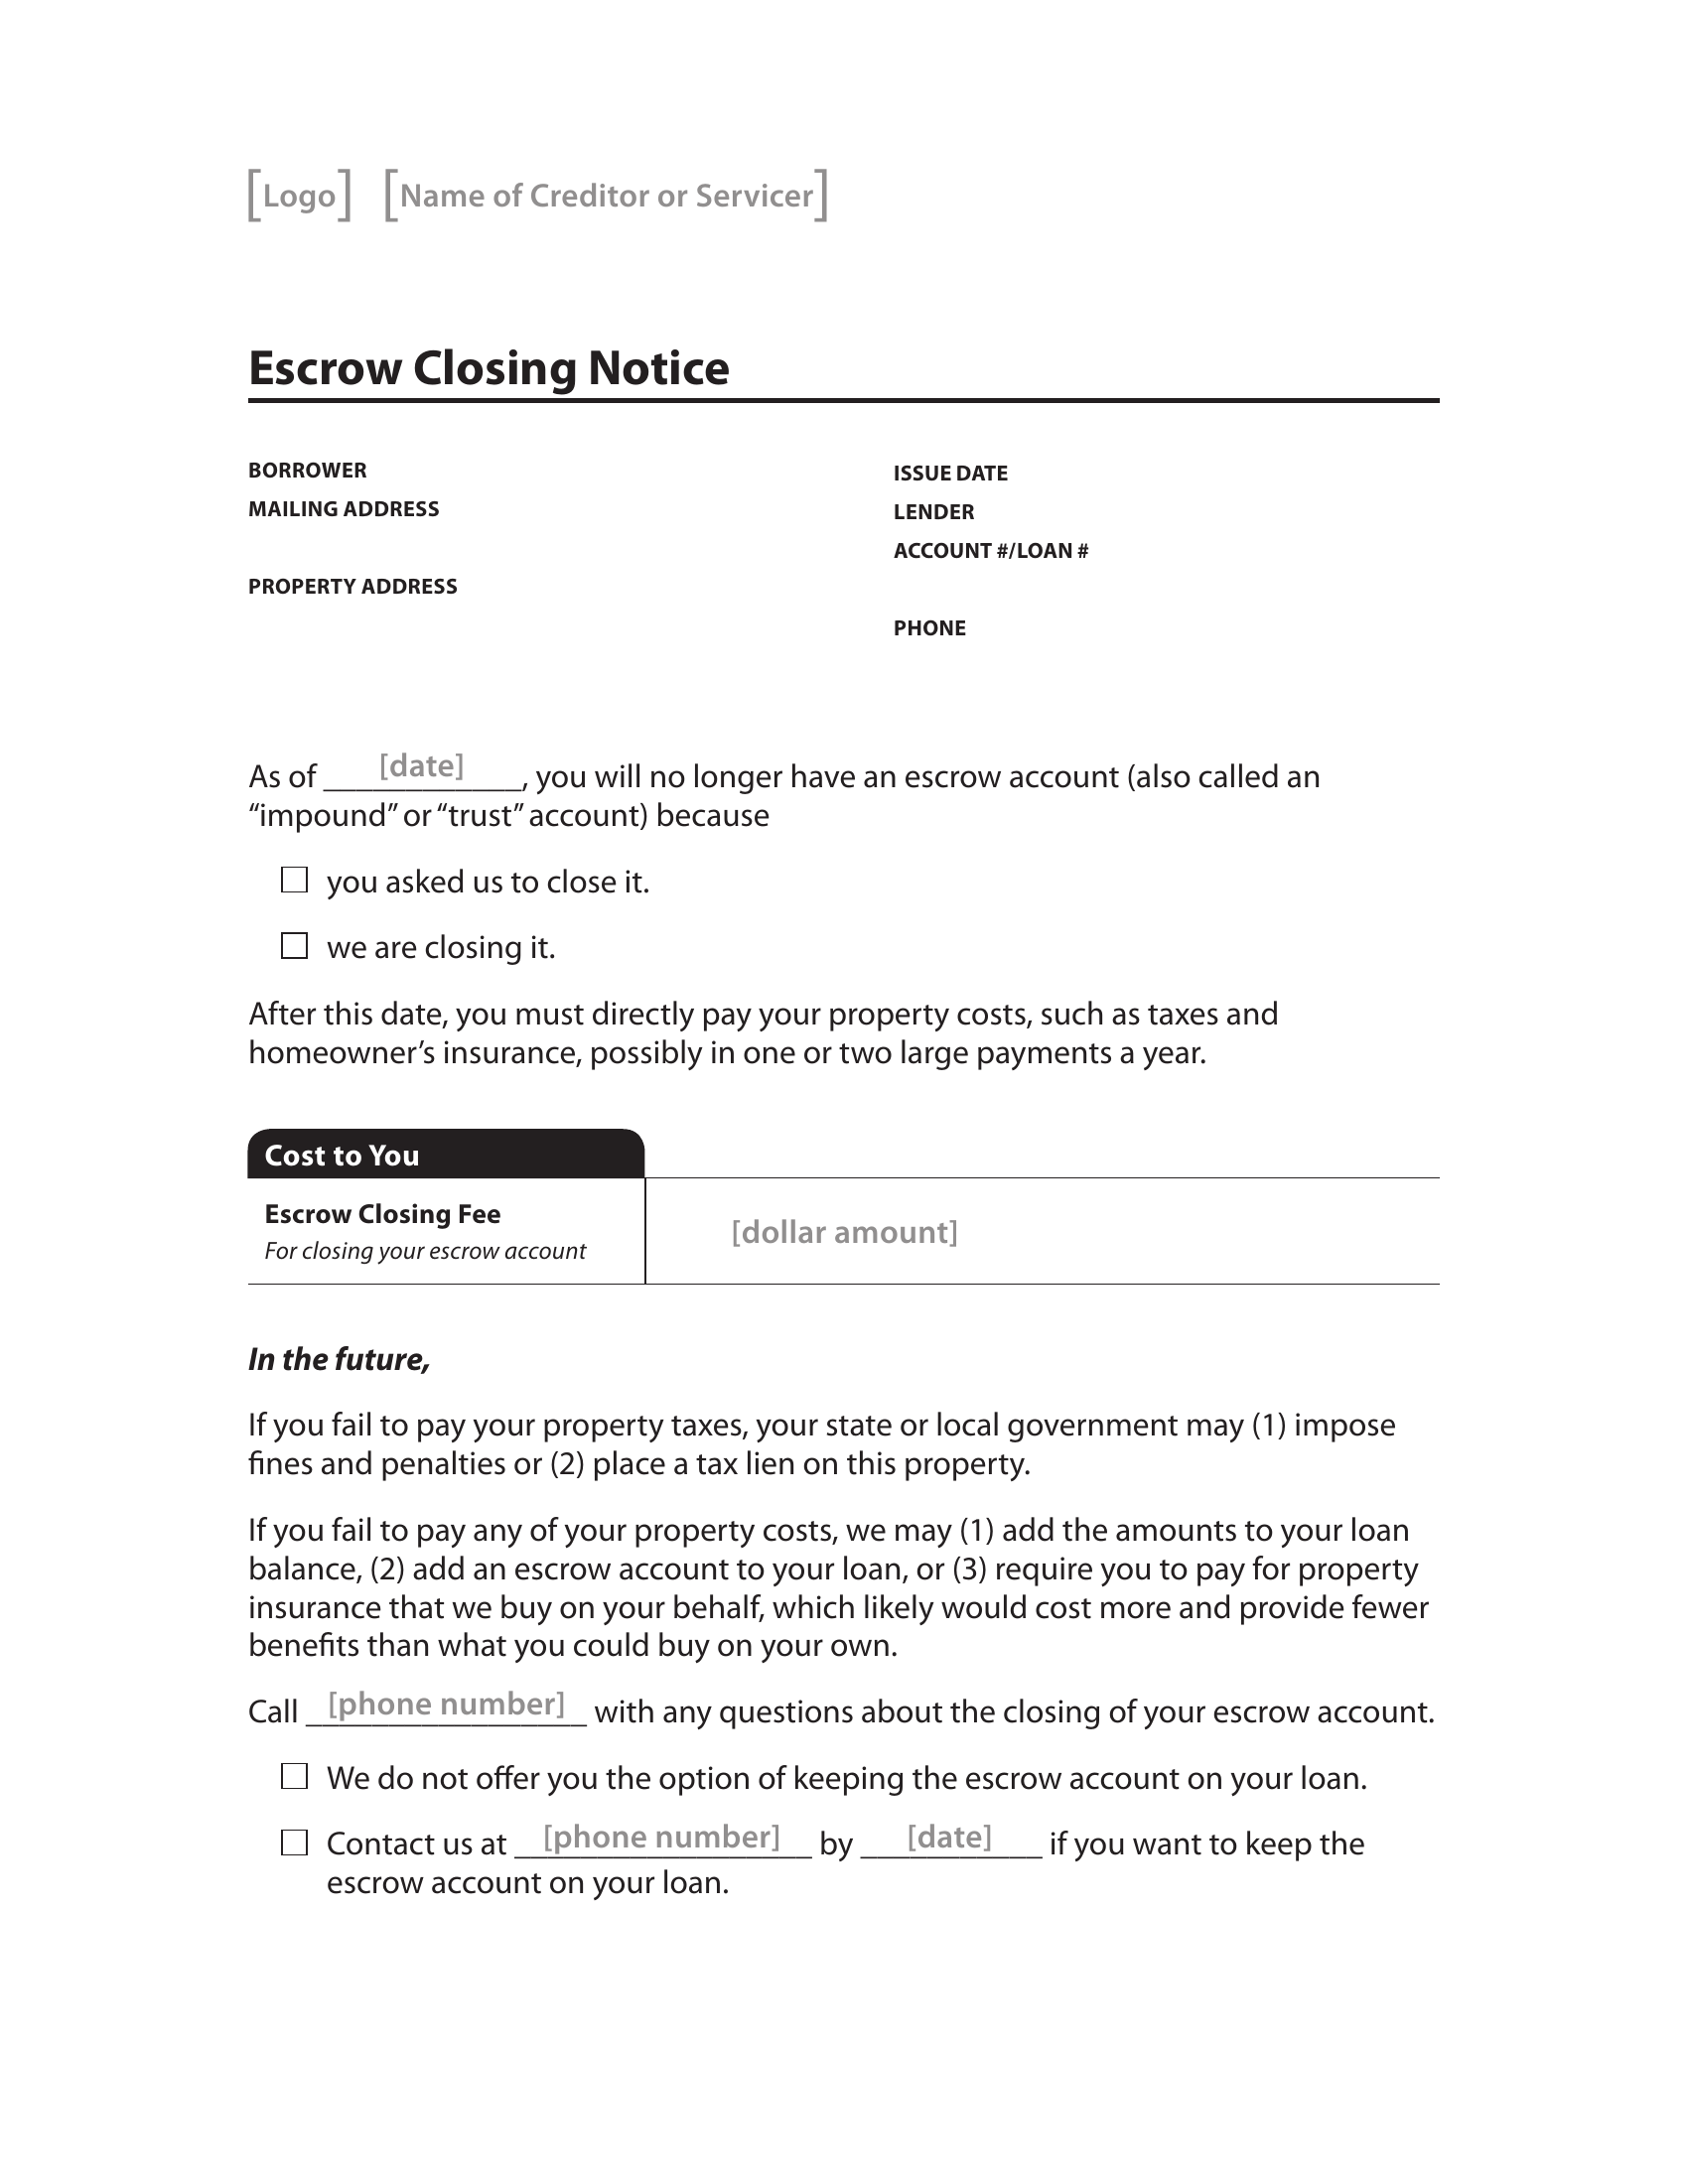 [Logo] [Name of Creditor or Servicer]
Escrow Closing Notice
BORROWER
MAILING ADDRESS
PROPERTY ADDRESS
ISSUE DATE
LENDER
ACCOUNT #/LOAN #
PHONE
As of [date], you will no longer have an escrow account (also called an
“impound” or “trust” account) because
you asked us to close it.
we are closing it.
After this date, you must directly pay your property costs, such as taxes and
homeowner’s insurance, possibly in one or two large payments a year.
Cost to You
Escrow Closing Fee
For closing your escrow account
[dollar amount]
In the future,
If you fail to pay your property taxes, your state or local government may (1) impose
fines and penalties or (2) place a tax lien on this property.
If you fail to pay any of your property costs, we may (1) add the amounts to your loan
balance, (2) add an escrow account to your loan, or (3) require you to pay for property
insurance that we buy on your behalf, which likely would cost more and provide fewer
benefits than what you could buy on your own.
Call [phone number] with any questions about the closing of your escrow account.
We do not offer you the option of keeping the escrow account on your loan.
Contact us at [phone number] by [date] if you want to keep the
escrow account on your loan.